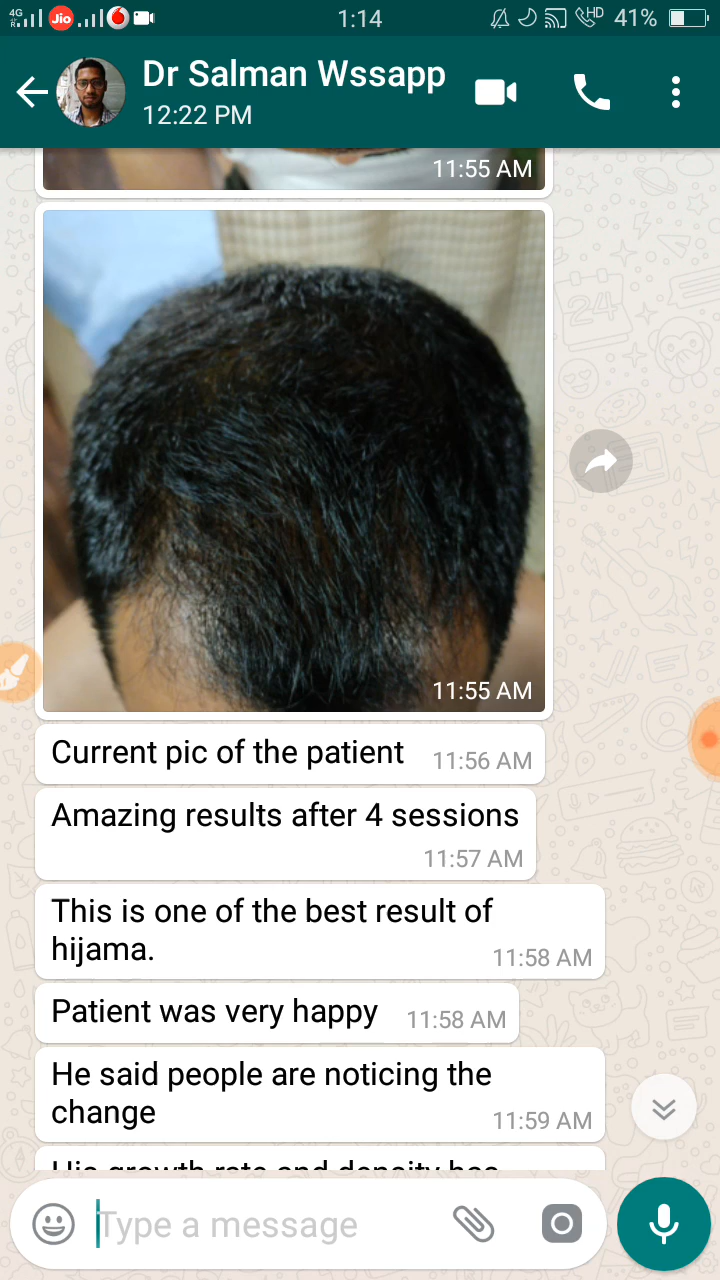 4G
R
Jio
1:14
HD
41%
Dr Salman Wssapp
12:22 PM
11:55 AM
24
11:55 AM
Current pic of the patient 11:56 AM
Amazing results after 4 sessions
11:57 AM
This is one of the best result of
hijama. 11:58 AM
Patient was very happy 11:58 AM
He said people are noticing the
change 11:59 AM
Type a message